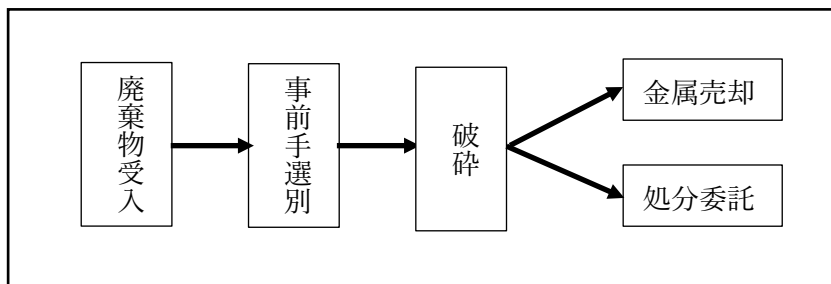 廃棄物受入
事前手選別
破砕
金属売却
処分委託